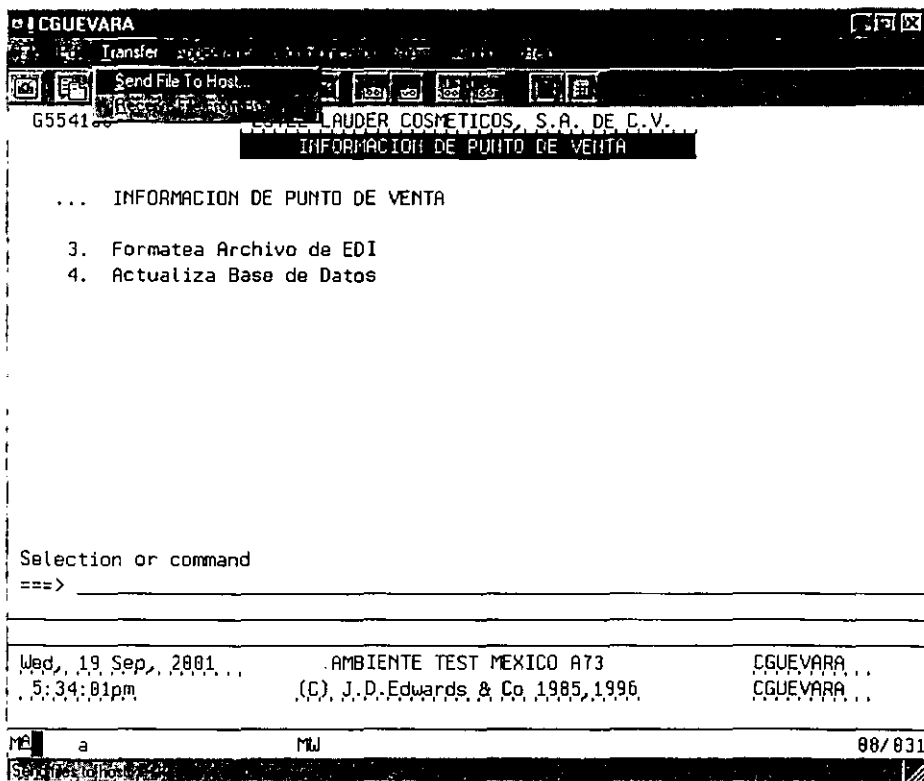 CGUEVARA
Transfer
Send File To Host...
LAUDER COSMETICOS, S.A. DE C.V.
INFORMACION DE PUNTO DE VENTA
... INFORMACION DE PUNTO DE VENTA
3. Formatea Archivo de EDI
4. Actualiza Base de Datos
Selection or command
===>
Wed, 19 Sep, 2001 AMBIENTE TEST MEXICO A73 CGUEVARA
5:34:01pm (C) J.D.Edwards & Co 1985,1996 CGUEVARA
MA a MW 08/031